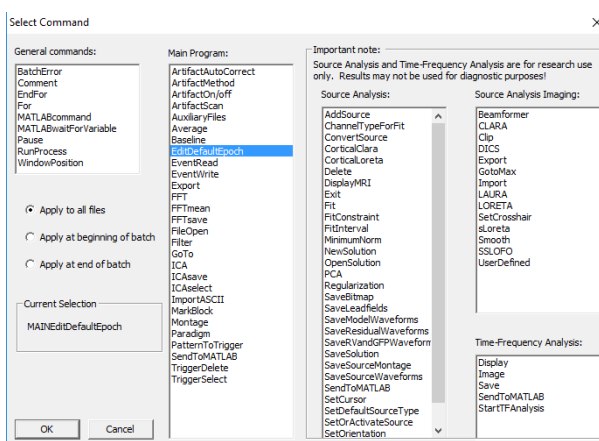 Select Command
General commands:
BatchError
Comment
EndFor
For
MATLABcommand
MATLABwaitForVariable
Pause
RunProcess
WindowPosition
Apply to all files
Apply at beginning of batch
Apply at end of batch
Current Selection
MAINEditDefaultEpoch
OK
Cancel
Main Program:
ArtifactAutoCorrect
ArtifactMethod
ArtifactOn/off
ArtifactScan
AuxiliaryFiles
Average
Baseline
EditDefaultEpoch
EventRead
EventWrite
Export
FFT
FFTmean
FFTsave
FileOpen
Filter
GoTo
ICA
ICAsave
ICAselect
ImportASCII
MarkBlock
Montage
Paradigm
PatternToTrigger
SendToMATLAB
TriggerDelete
TriggerSelect
Important note:
Source Analysis and Time-Frequency Analysis are for research use
only. Results may not be used for diagnostic purposes!
Source Analysis:
AddSource
ChannelTypeForFit
ConvertSource
CorticalClara
CorticalLoreta
Delete
DisplayMRI
Exit
Fit
FitConstraint
FitInterval
MinimumNorm
NewSolution
OpenSolution
PCA
Regularization
SaveBitmap
SaveLeadfields
SaveModelWaveforms
SaveResidualWaveforms
SaveRVandGFPWaveform
SaveSolution
SaveSourceMontage
SaveSourceWaveforms
SendToMATLAB
SetCursor
SetDefaultSourceType
SetOrActivateSource
SetOrientation
Source Analysis Imaging:
Beamformer
CLARA
Clip
DICS
Export
GotoMax
Import
LAURA
LORETA
SetCrosshair
sLoreta
Smooth
SSLOFO
UserDefined
Time-Frequency Analysis:
Display
Image
Save
SendToMATLAB
StartTFAnalysis